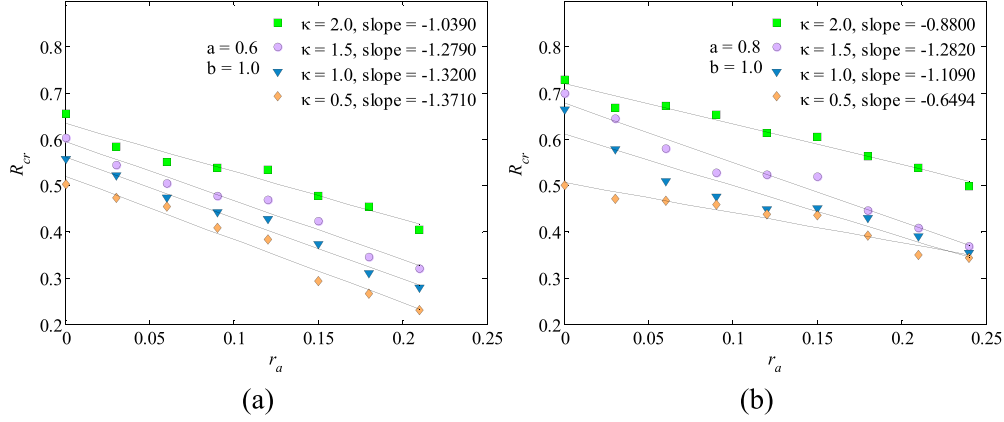 κ = 2.0, slope = -1.0390
κ = 1.5, slope = -1.2790
κ = 1.0, slope = -1.3200
κ = 0.5, slope = -1.3710
a = 0.6
b = 1.0
0.8
0.7
0.6
0.5
0.4
0.3
0.2
R_cr
0
0.05
0.1
0.15
0.2
0.25
r_a
(a)
κ = 2.0, slope = -0.8800
κ = 1.5, slope = -1.2820
κ = 1.0, slope = -1.1090
κ = 0.5, slope = -0.6494
a = 0.8
b = 1.0
0.8
0.7
0.6
0.5
0.4
0.3
0.2
R_cr
0
0.05
0.1
0.15
0.2
0.25
r_a
(b)